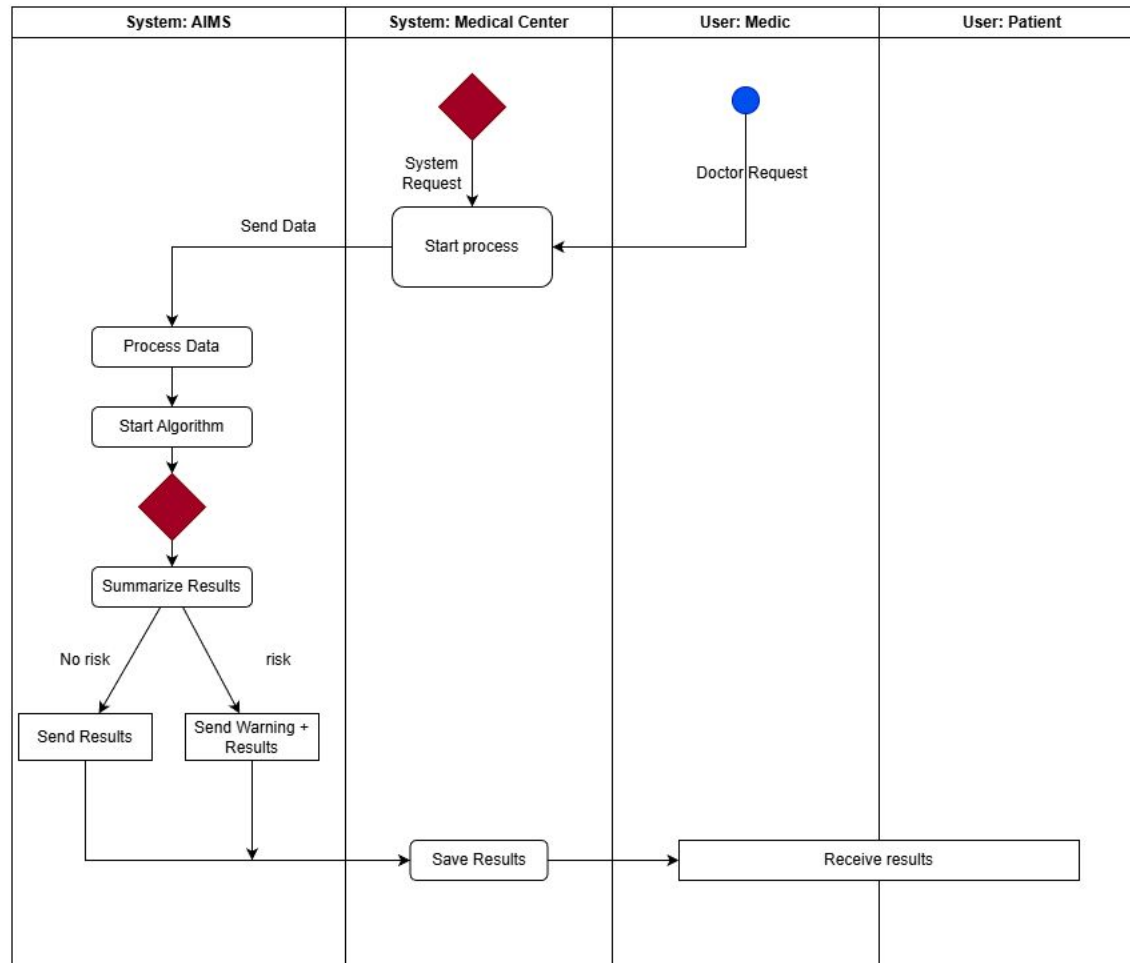 System: AIMS
System: Medical Center
User: Medic
User: Patient
System
Request
Doctor Request
Send Data
Start process
Process Data
Start Algorithm
Summarize Results
No risk
risk
Send Results
Send Warning +
Results
Save Results
Receive results